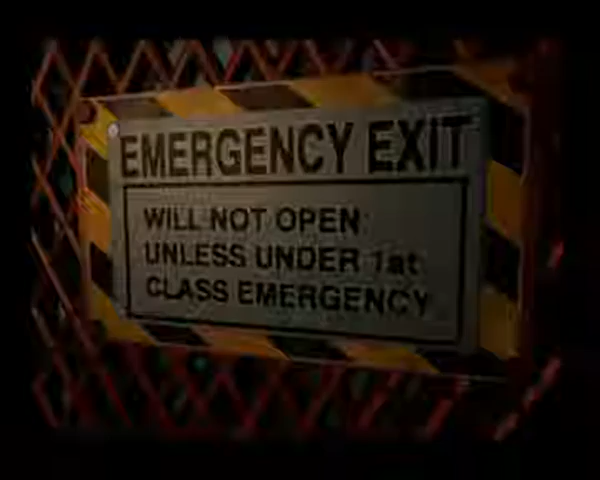 EMERGENCY EXIT
WILL NOT OPEN
UNLESS UNDER 1st
CLASS EMERGENCY